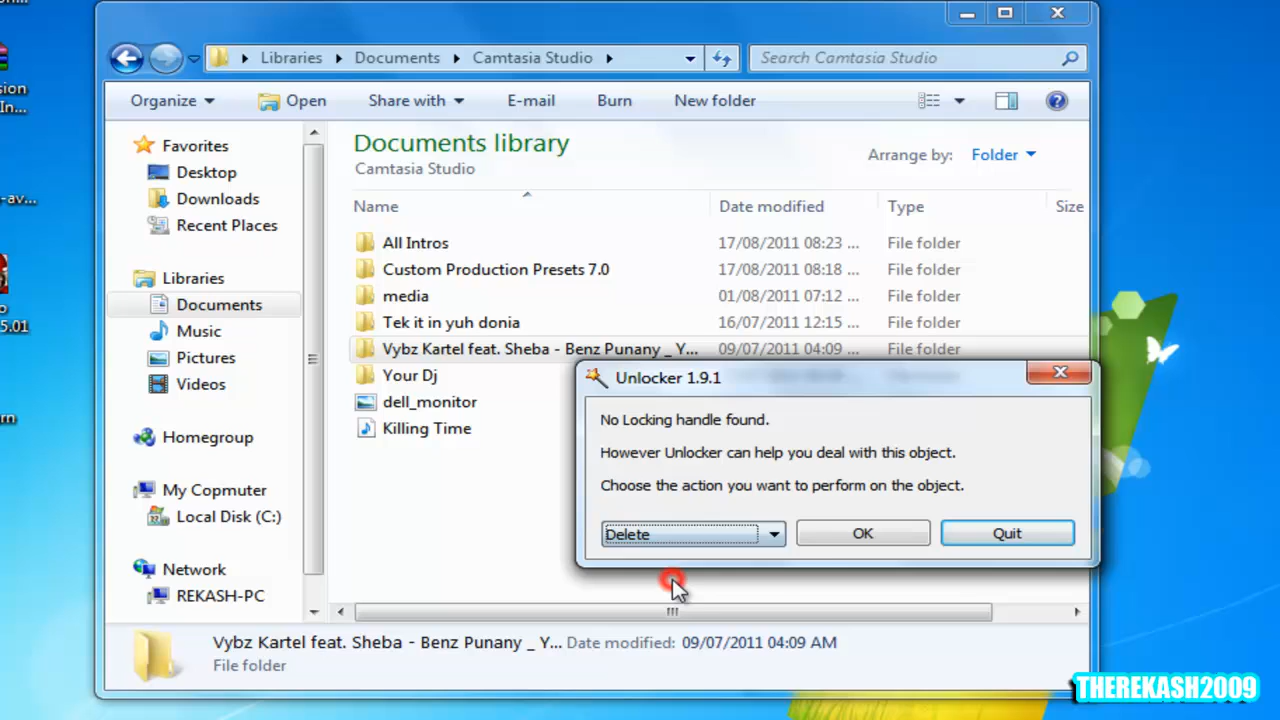 sion
In...
-av...
5.01
Libraries
Documents
Camtasia Studio
Search Camtasia Studio
Organize
Open
Share with
E-mail
Burn
New folder
Favorites
Desktop
Downloads
Recent Places
Libraries
Documents
Music
Pictures
Videos
Homegroup
My Copmuter
Local Disk (C:)
Network
REKASH-PC
Documents library
Camtasia Studio
Arrange by: Folder
Name Date modified Type Size
All Intros 17/08/2011 08:23 ... File folder
Custom Production Presets 7.0 17/08/2011 08:18 ... File folder
media 01/08/2011 07:12 ... File folder
Tek it in yuh donia 16/07/2011 12:15 ... File folder
Vybz Kartel feat. Sheba - Benz Punany _ Y... 09/07/2011 04:09 ... File folder
Your Dj
dell_monitor
Killing Time
Unlocker 1.9.1
No Locking handle found.
However Unlocker can help you deal with this object.
Choose the action you want to perform on the object.
Delete
OK
Quit
Vybz Kartel feat. Sheba - Benz Punany _ Y... Date modified: 09/07/2011 04:09 AM
File folder
THEREKASH2009